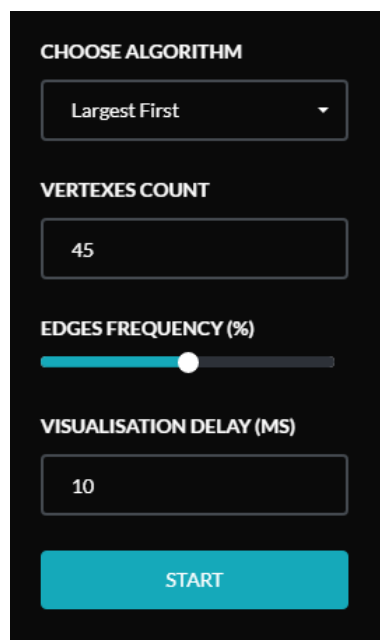 CHOOSE ALGORITHM
Largest First
VERTEXES COUNT
45
EDGES FREQUENCY (%)
VISUALISATION DELAY (MS)
10
START